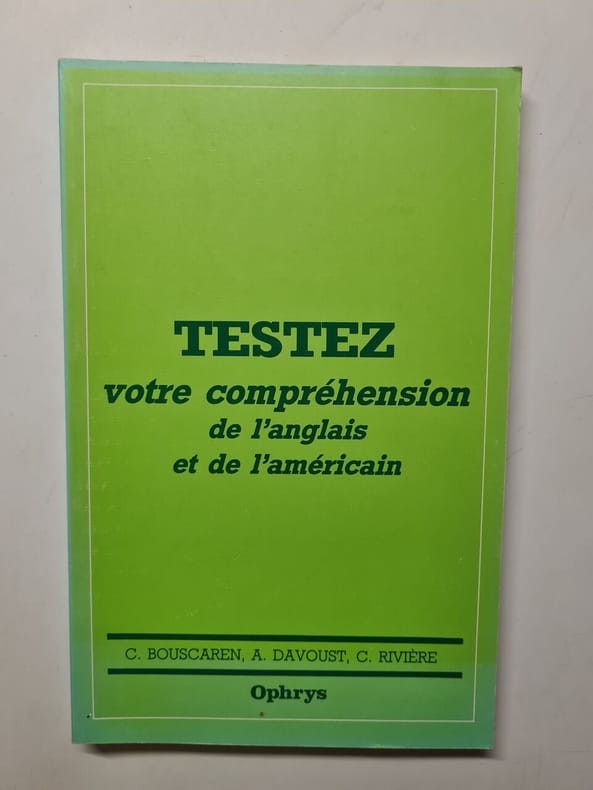 TESTEZ
votre compréhension
de l'anglais
et de l'américain
C. BOUSCAREN, A. DAVOUST, C. RIVIÈRE
Ophrys